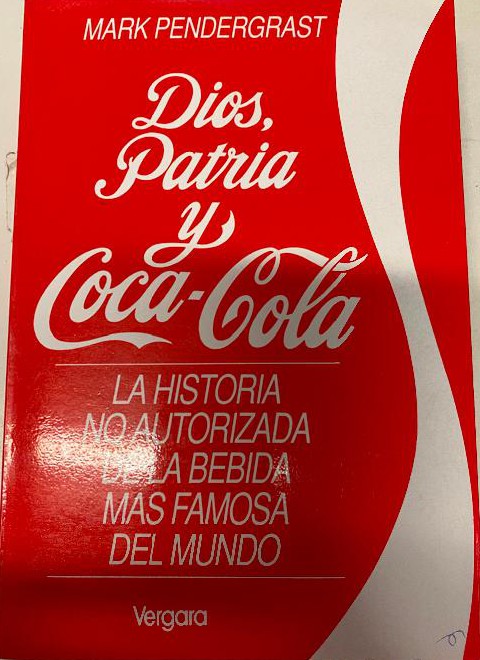 MARK PENDERGRAST
Dios,
Patria
y
Coca-Cola
LA HISTORIA
NO AUTORIZADA
DE LA BEBIDA
MAS FAMOSA
DEL MUNDO
Vergara